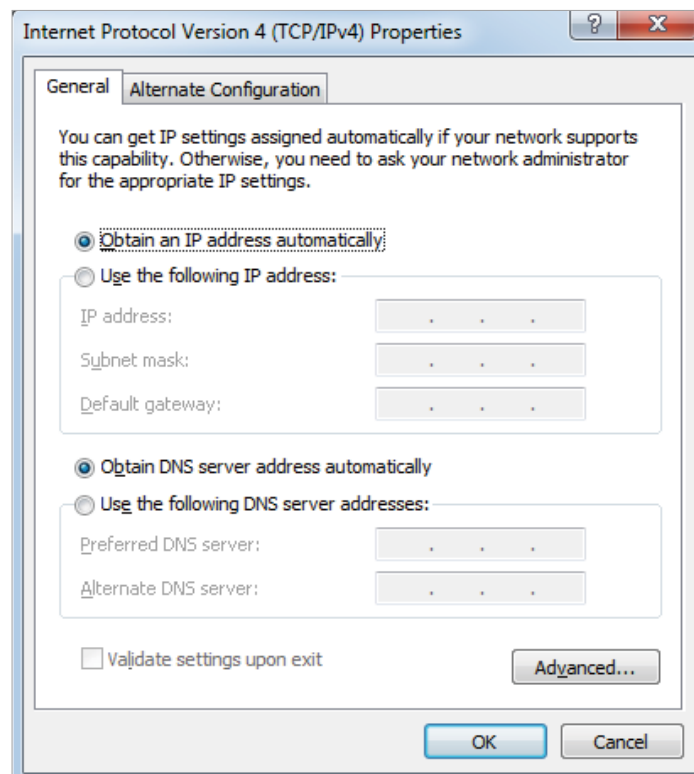 Internet Protocol Version 4 (TCP/IPv4) Properties
?
General
Alternate Configuration
You can get IP settings assigned automatically if your network supports
this capability. Otherwise, you need to ask your network administrator
for the appropriate IP settings.
Obtain an IP address automatically
Use the following IP address:
IP address:
. . .
Subnet mask:
. . .
Default gateway:
. . .
Obtain DNS server address automatically
Use the following DNS server addresses:
Preferred DNS server:
. . .
Alternate DNS server:
. . .
Validate settings upon exit
Advanced...
OK
Cancel